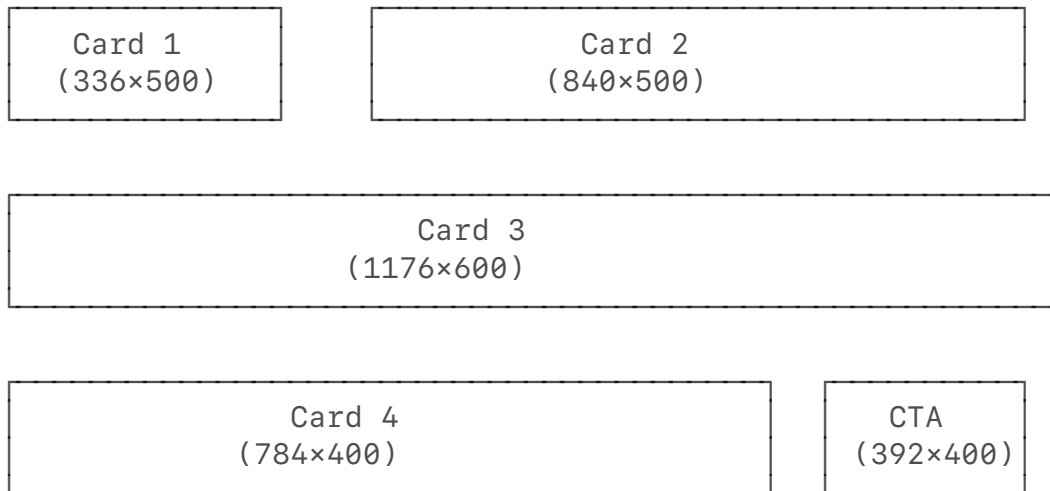 Card 1
(336×500)
Card 2
(840×500)
Card 3
(1176×600)
Card 4
(784×400)
CTA
(392×400)